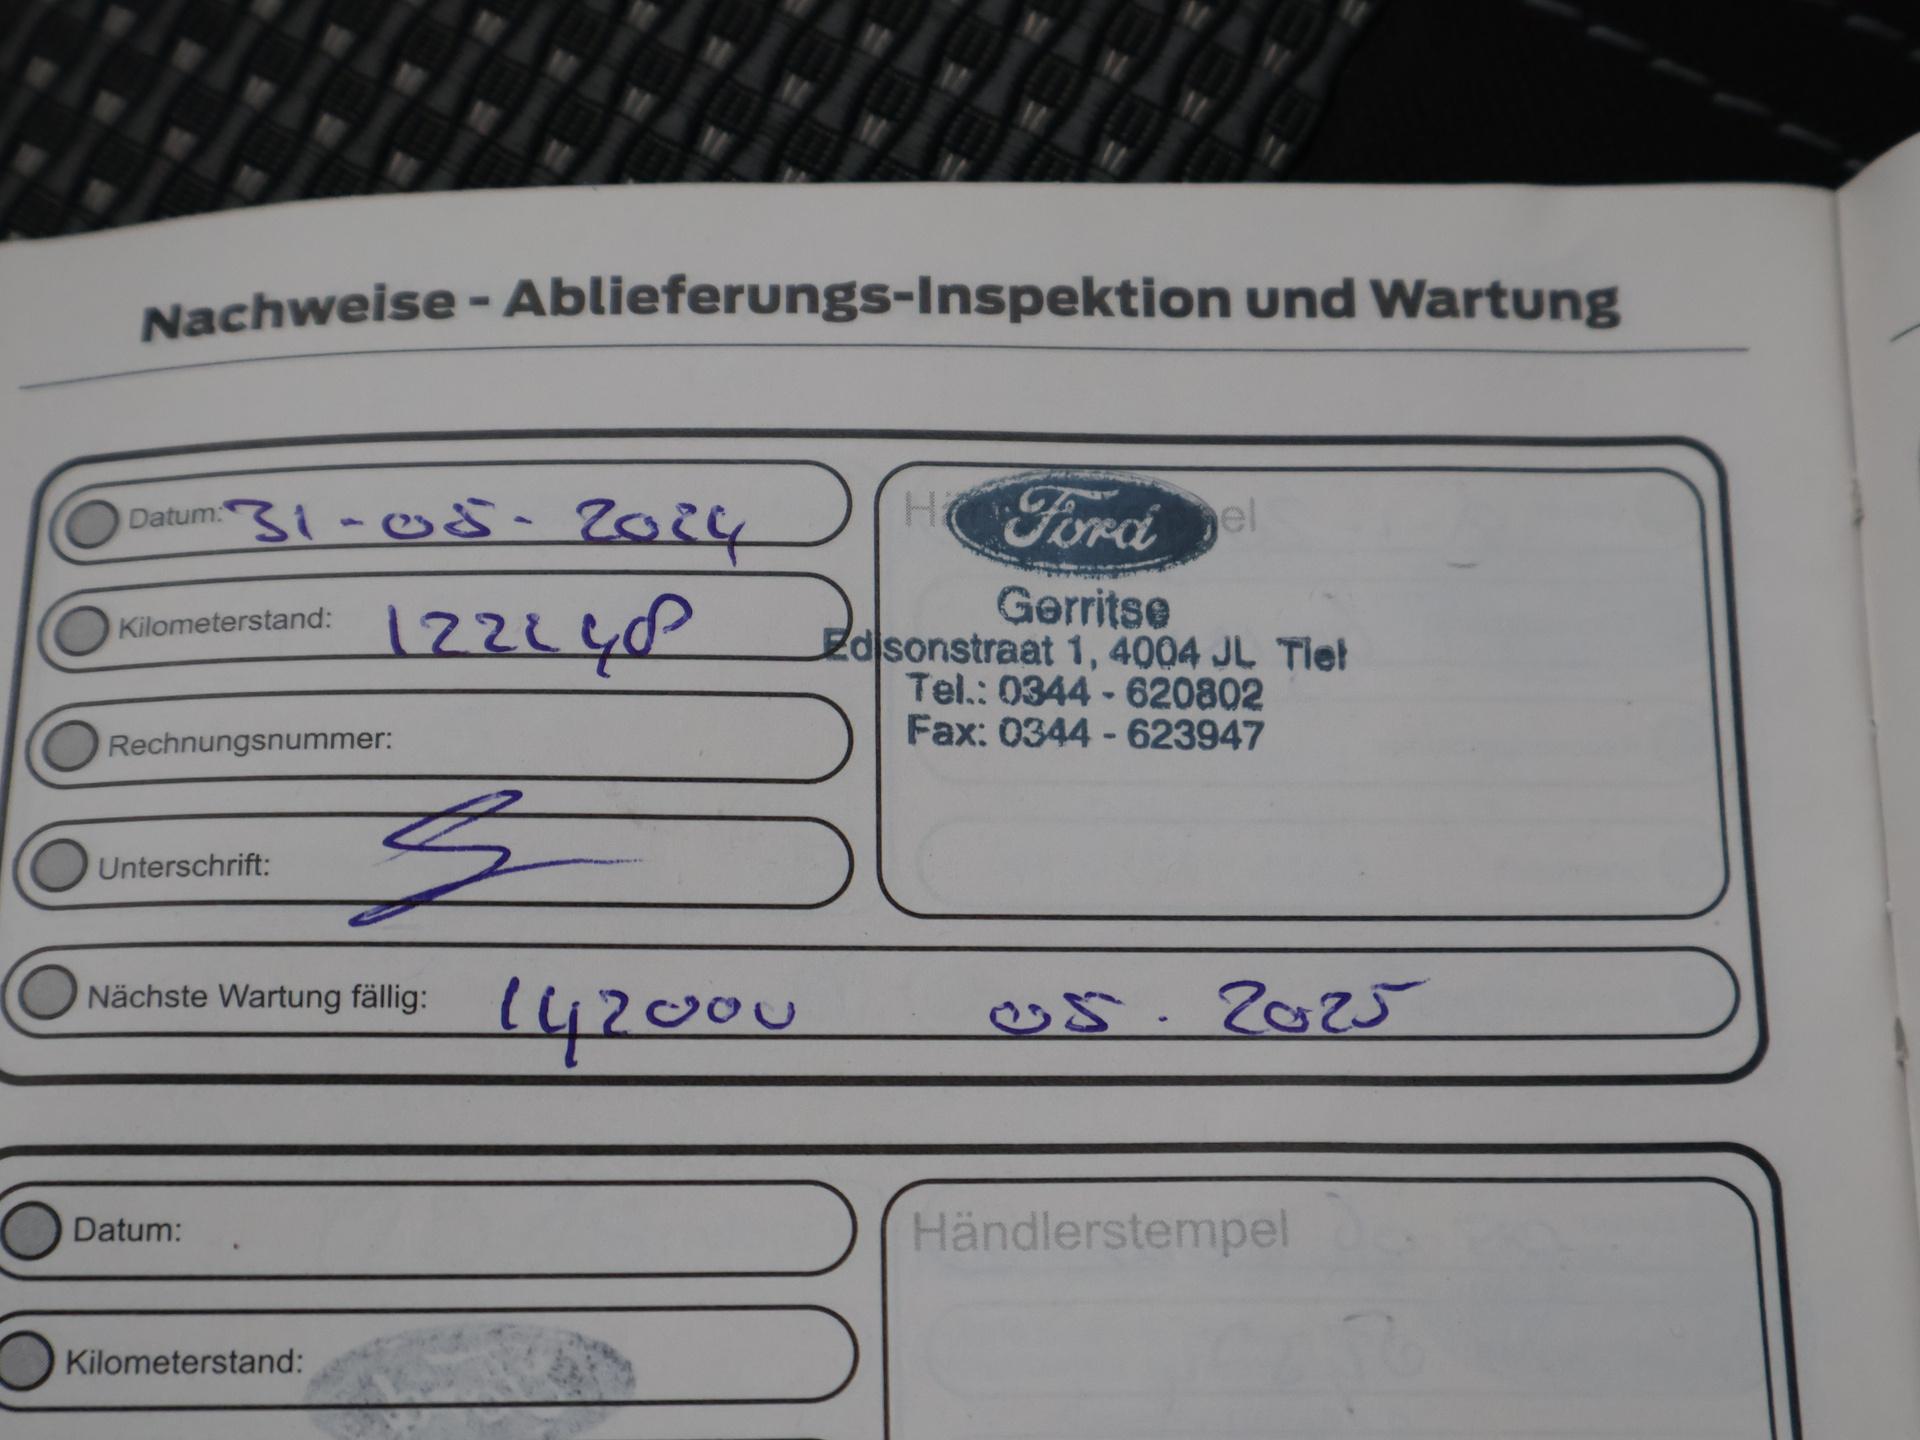 Nachweise - Ablieferungs-Inspektion und Wartung
Datum: 31-05-2024
Kilometerstand: 122248
Rechnungsnummer:
Unterschrift:
Ford
Gerritse
Edisonstraat 1, 4004 JL Tiel
Tel.: 0344 - 620802
Fax: 0344 - 623947
Nächste Wartung fällig: 142000 05. 2025
Datum:
Händlerstempel
Kilometerstand: